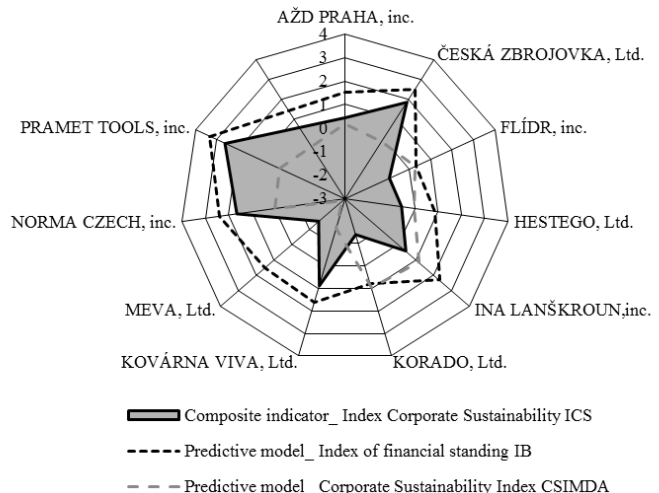 AŽD PRAHA, inc.
4
3
2
1
0
-1
-2
-3
ČESKÁ ZBROJOVKA, Ltd.
FLÍDR, inc.
HESTEGO, Ltd.
INA LANŠKROUN,inc.
KORADO, Ltd.
KOVÁRNA VIVA, Ltd.
MEVA, Ltd.
NORMA CZECH, inc.
PRAMET TOOLS, inc.
Composite indicator_ Index Corporate Sustainability ICS
Predictive model_ Index of financial standing IB
Predictive model_ Corporate Sustainability Index CSIMDA